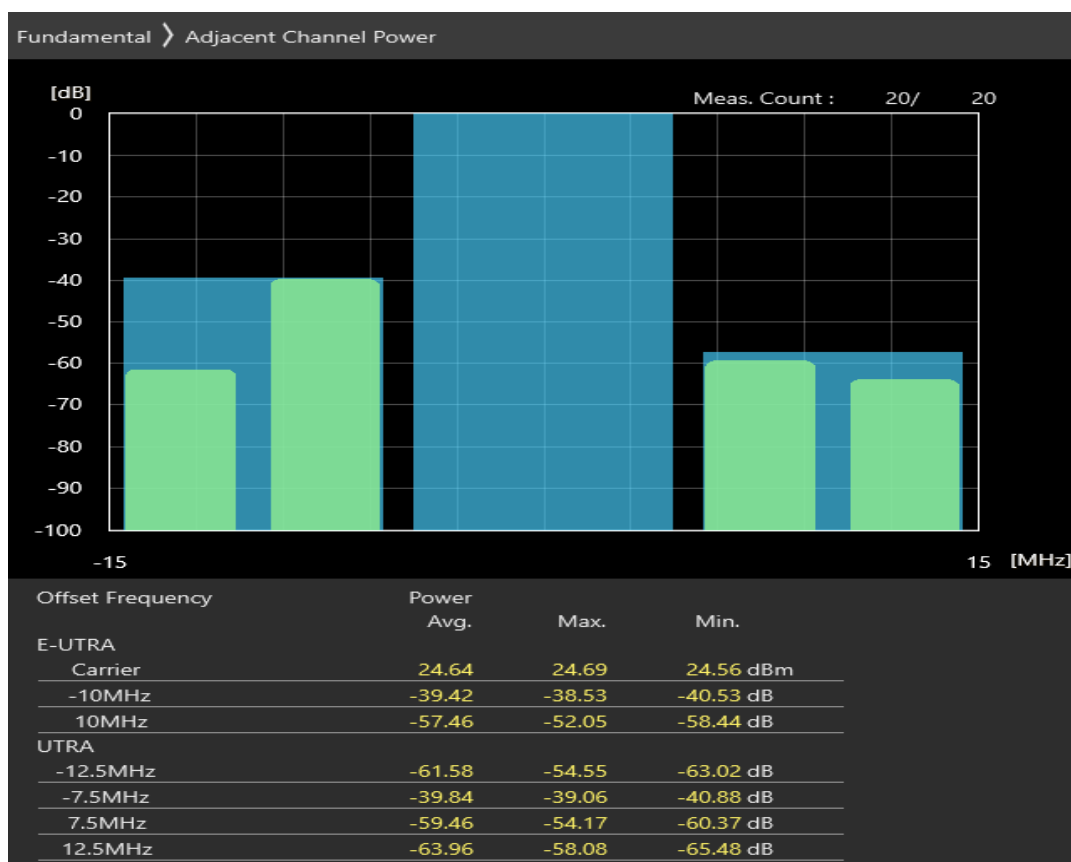 Fundamental ❯ Adjacent Channel Power
[dB]
Meas. Count : 20/ 20
0
-10
-20
-30
-40
-50
-60
-70
-80
-90
-100
-15 15 [MHz]
Offset Frequency Power
Avg. Max. Min.
E-UTRA
Carrier 24.64 24.69 24.56 dBm
-10MHz -39.42 -38.53 -40.53 dB
10MHz -57.46 -52.05 -58.44 dB
UTRA
-12.5MHz -61.58 -54.55 -63.02 dB
-7.5MHz -39.84 -39.06 -40.88 dB
7.5MHz -59.46 -54.17 -60.37 dB
12.5MHz -63.96 -58.08 -65.48 dB